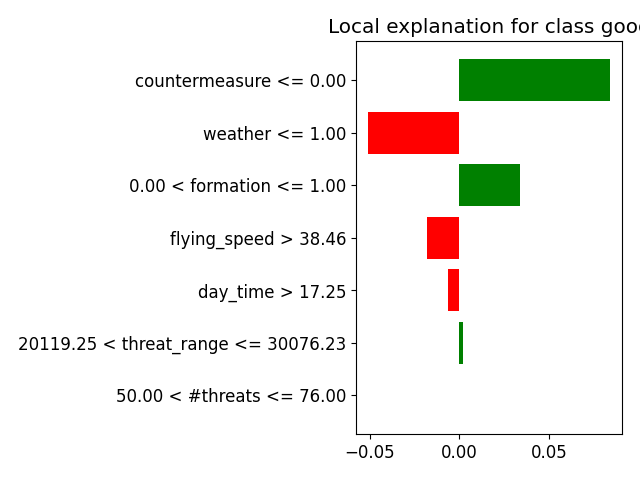 Local explanation for class good
countermeasure <= 0.00
weather <= 1.00
0.00 < formation <= 1.00
flying_speed > 38.46
day_time > 17.25
20119.25 < threat_range <= 30076.23
50.00 < #threats <= 76.00
−0.05 0.00 0.05